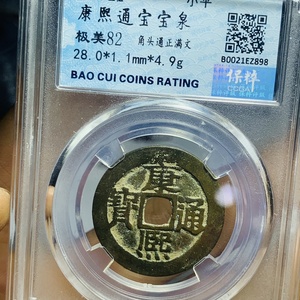 康熙通宝宝泉
极美82 角头通正满文
28.0*1.1mm*4.9g
BAO CUI COINS RATING
B0021EZ898
保粹
CCGA
康熙通寶